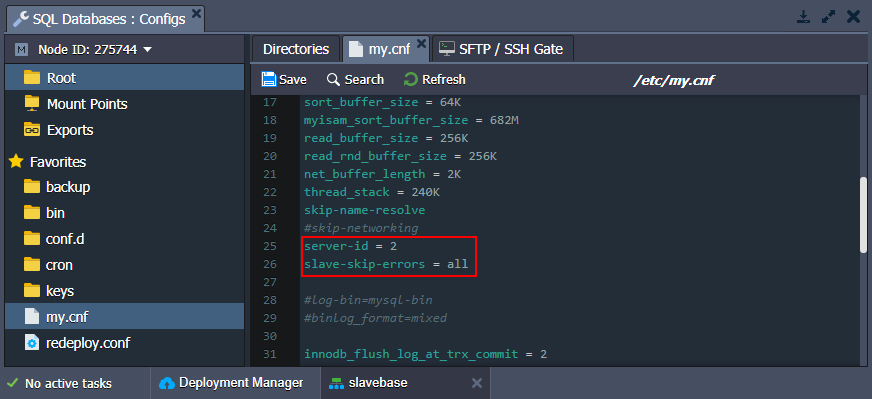 SQL Databases : Configs
M Node ID: 275744
Root
Mount Points
Exports
Favorites
backup
bin
conf.d
cron
keys
my.cnf
redeploy.conf
Directories
my.cnf
SFTP / SSH Gate
Save
Search
Refresh
/etc/my.cnf
17 sort_buffer_size = 64K
18 myisam_sort_buffer_size = 682M
19 read_buffer_size = 256K
20 read_rnd_buffer_size = 256K
21 net_buffer_length = 2K
22 thread_stack = 240K
23 skip-name-resolve
24 #skip-networking
25 server-id = 2
26 slave-skip-errors = all
27
28 #log-bin=mysql-bin
29 #binlog_format=mixed
30
31 innodb_flush_log_at_trx_commit = 2
No active tasks
Deployment Manager
slavebase